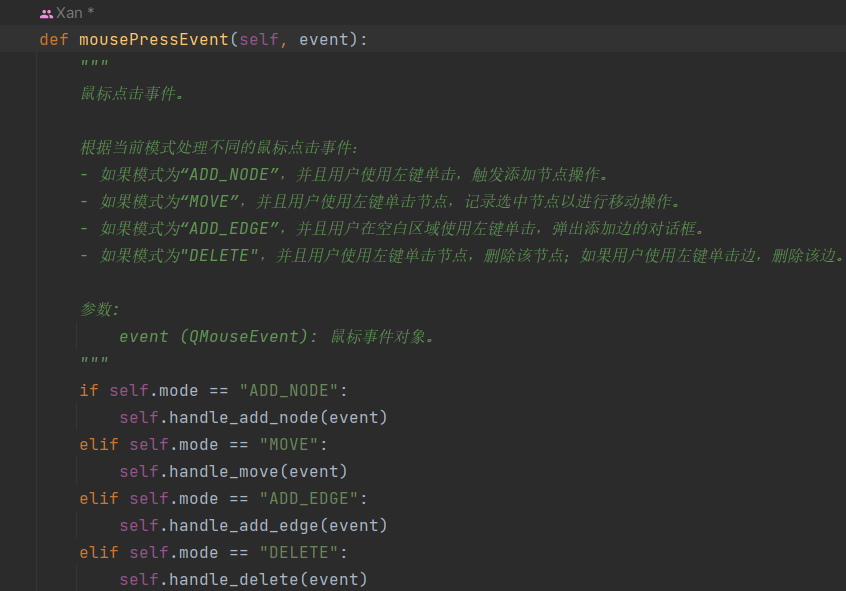 Xan *
def mousePressEvent(self, event):
"""
鼠标点击事件。
根据当前模式处理不同的鼠标点击事件:
- 如果模式为“ADD_NODE”，并且用户使用左键单击，触发添加节点操作。
- 如果模式为“MOVE”，并且用户使用左键单击节点，记录选中节点以进行移动操作。
- 如果模式为“ADD_EDGE”，并且用户在空白区域使用左键单击，弹出添加边的对话框。
- 如果模式为"DELETE"，并且用户使用左键单击节点，删除该节点；如果用户使用左键单击边，删除该边。
参数:
event (QMouseEvent): 鼠标事件对象。
"""
if self.mode == "ADD_NODE":
self.handle_add_node(event)
elif self.mode == "MOVE":
self.handle_move(event)
elif self.mode == "ADD_EDGE":
self.handle_add_edge(event)
elif self.mode == "DELETE":
self.handle_delete(event)